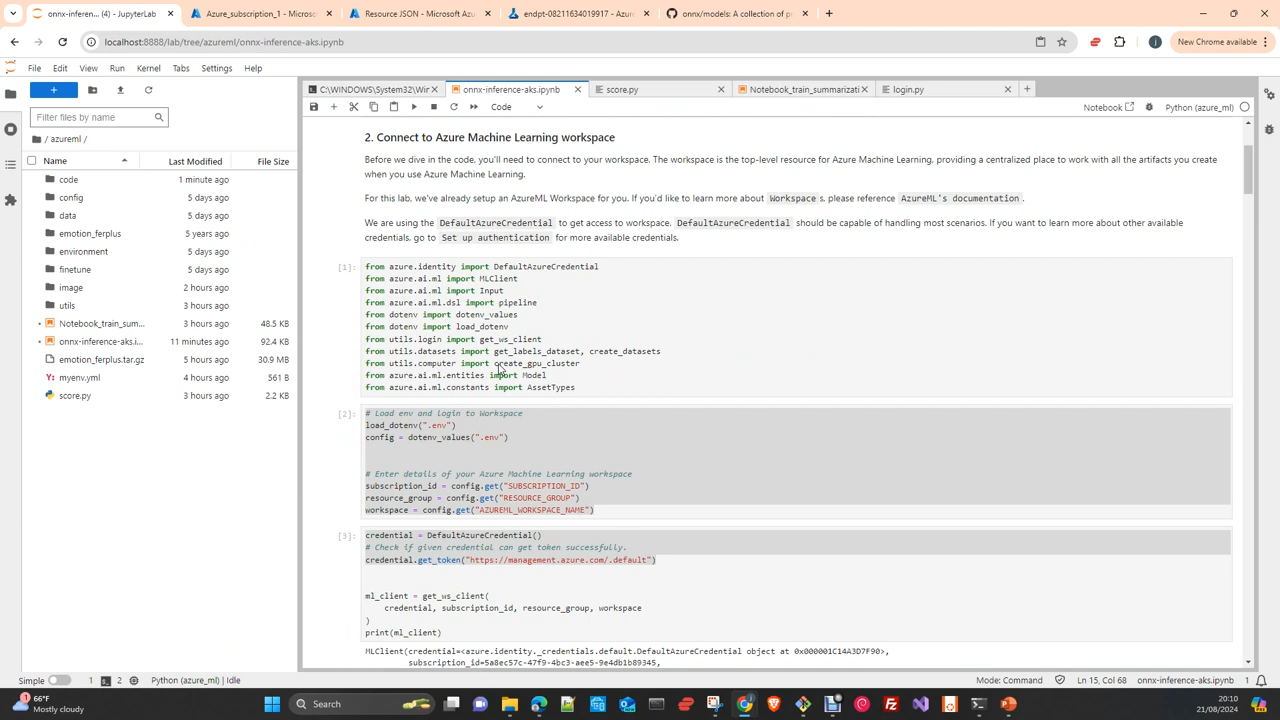 onnx-inferen... (4) - JupyterLab
Azure_subscription_1 - Microso
Resource JSON - Microsoft Azu
endpt-08211634019917 - Azure
onnx/models: A collection of p
localhost:8888/lab/tree/azureml/onnx-inference-aks.ipynb
New Chrome available
File Edit View Run Kernel Tabs Settings Help
C:\WINDOWS\System32\Wir
onnx-inference-aks.ipynb
score.py
Notebook_train_summarizati
login.py
Code
Notebook
Python (azure_ml)
Filter files by name
/ azureml /
Name Last Modified File Size
code 1 minute ago
config 5 days ago
data 5 days ago
emotion_ferplus 5 years ago
environment 5 days ago
finetune 5 days ago
image 2 hours ago
utils 3 hours ago
Notebook_train_sum... 3 hours ago 48.5 KB
onnx-inference-aks.i... 11 minutes ago 92.4 KB
emotion_ferplus.tar.gz 5 hours ago 30.9 MB
myenv.yml 4 hours ago 561 B
score.py 3 hours ago 2.2 KB
2. Connect to Azure Machine Learning workspace
Before we dive in the code, you'll need to connect to your workspace. The workspace is the top-level resource for Azure Machine Learning, providing a centralized place to work with all the artifacts you create
when you use Azure Machine Learning.
For this lab, we've already setup an AzureML Workspace for you. If you'd like to learn more about Workspace s, please reference AzureML's documentation .
We are using the DefaultAzureCredential to get access to workspace. DefaultAzureCredential should be capable of handling most scenarios. If you want to learn more about other available
credentials, go to Set up authentication for more available credentials.
[1]: from azure.identity import DefaultAzureCredential
from azure.ai.ml import MLClient
from azure.ai.ml import Input
from azure.ai.ml.dsl import pipeline
from dotenv import dotenv_values
from dotenv import load_dotenv
from utils.login import get_ws_client
from utils.datasets import get_labels_dataset, create_datasets
from utils.computer import create_gpu_cluster
from azure.ai.ml.entities import Model
from azure.ai.ml.constants import AssetTypes
[2]: # Load env and login to Workspace
load_dotenv(".env")
config = dotenv_values(".env")
# Enter details of your Azure Machine Learning workspace
subscription_id = config.get("SUBSCRIPTION_ID")
resource_group = config.get("RESOURCE_GROUP")
workspace = config.get("AZUREML_WORKSPACE_NAME")
[3]: credential = DefaultAzureCredential()
# Check if given credential can get token successfully.
credential.get_token("https://management.azure.com/.default")
ml_client = get_ws_client(
credential, subscription_id, resource_group, workspace
)
print(ml_client)
MLClient(credential=<azure.identity._credentials.default.DefaultAzureCredential object at 0x000001C14A3D7F90>,
subscription_id=5a8ec57c-47f9-4bc3-aee5-9e4db1b89345,
Simple 1 2 Python (azure_ml) | Idle
Mode: Command Ln 15, Col 68 onnx-inference-aks.ipynb 1
66°F
Mostly cloudy
Search
20:10
21/08/2024